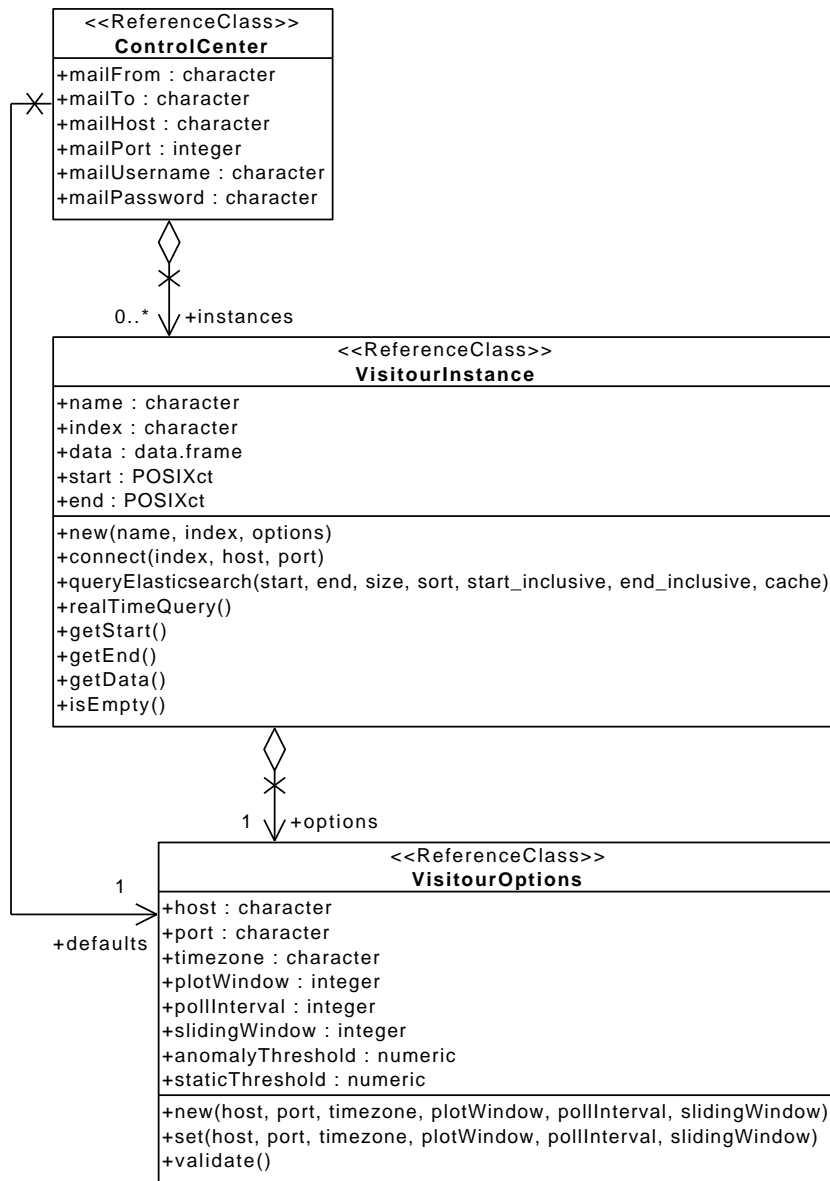 <<ReferenceClass>>
ControlCenter
+mailFrom : character
+mailTo : character
+mailHost : character
+mailPort : integer
+mailUsername : character
+mailPassword : character
0..* +instances
<<ReferenceClass>>
VisitourInstance
+name : character
+index : character
+data : data.frame
+start : POSIXct
+end : POSIXct
+new(name, index, options)
+connect(index, host, port)
+queryElasticsearch(start, end, size, sort, start_inclusive, end_inclusive, cache)
+realTimeQuery()
+getStart()
+getEnd()
+getData()
+isEmpty()
1 +options
<<ReferenceClass>>
VisitourOptions
1
+defaults
+host : character
+port : character
+timezone : character
+plotWindow : integer
+pollInterval : integer
+slidingWindow : integer
+anomalyThreshold : numeric
+staticThreshold : numeric
+new(host, port, timezone, plotWindow, pollInterval, slidingWindow)
+set(host, port, timezone, plotWindow, pollInterval, slidingWindow)
+validate()